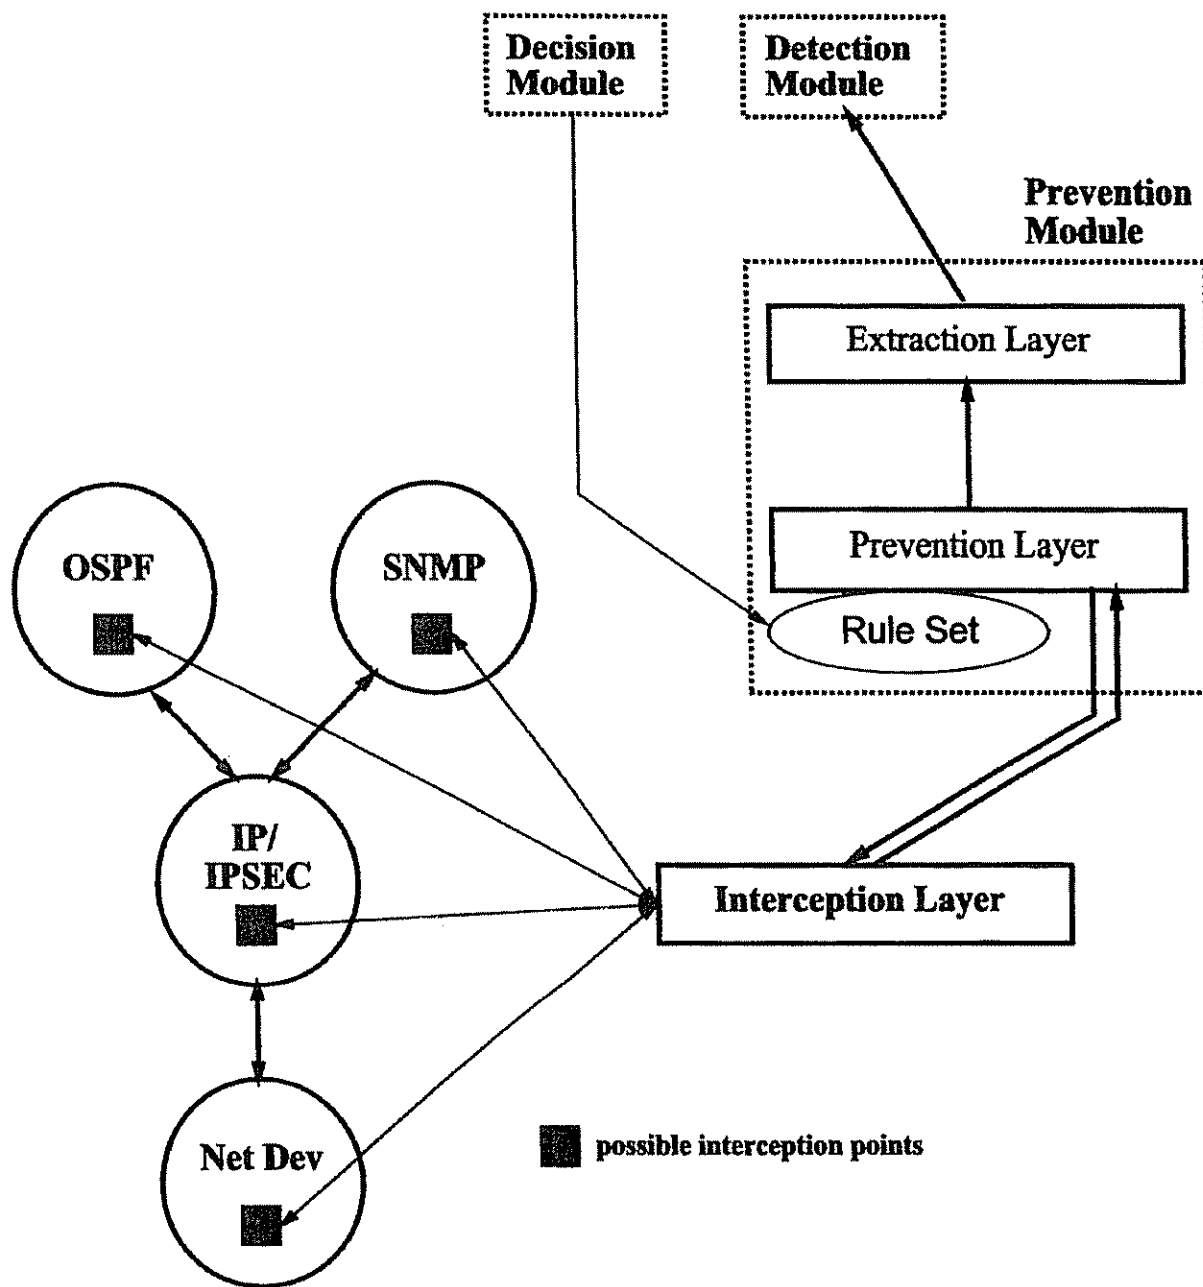 Decision
Module
Detection
Module
Prevention
Module
Extraction Layer
Prevention Layer
Rule Set
OSPF
SNMP
IP/
IPSEC
Interception Layer
Net Dev
possible interception points